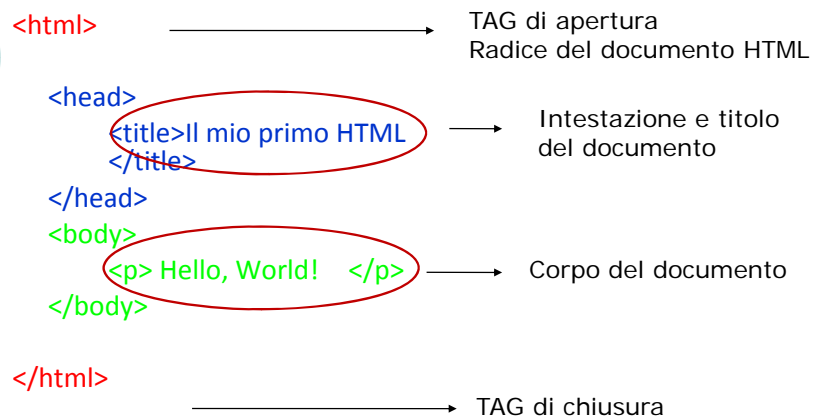 <html>
TAG di apertura
Radice del documento HTML
<head>
<title>Il mio primo HTML
</title>
Intestazione e titolo
del documento
</head>
<body>
<p> Hello, World!    </p>
Corpo del documento
</body>
</html>
TAG di chiusura